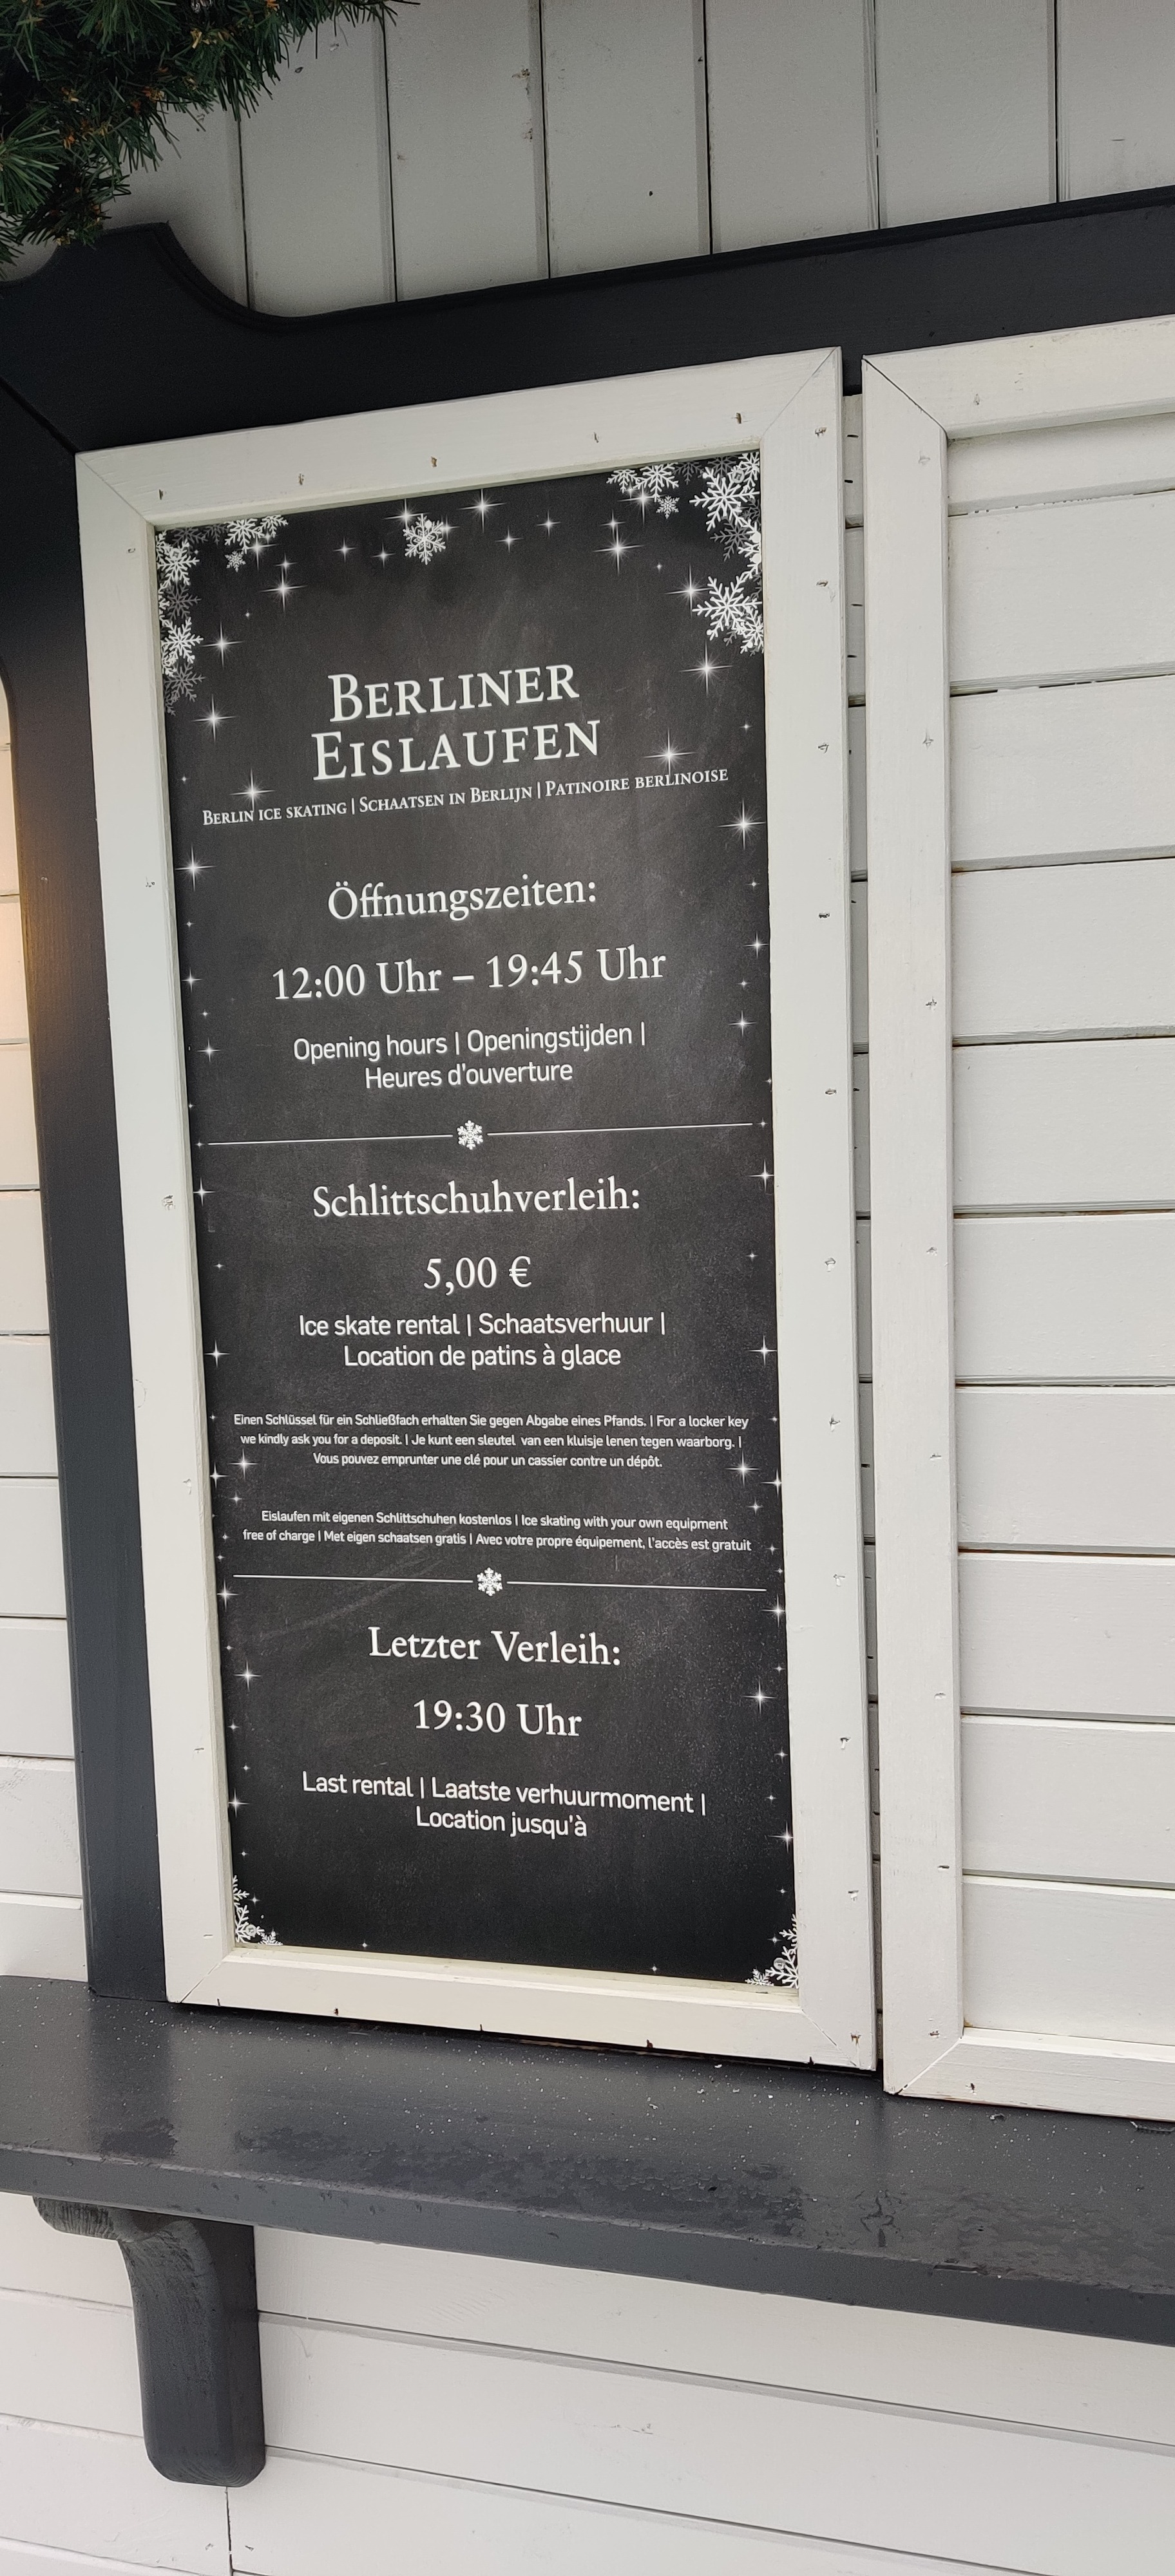 BERLINER
EISLAUFEN
BERLIN ICE SKATING | SCHAATSEN IN BERLIJN | PATINOIRE BERLINOISE
Öffnungszeiten:
12:00 Uhr – 19:45 Uhr
Opening hours | Openingstijden |
Heures d'ouverture
Schlittschuhverleih:
5,00 €
Ice skate rental | Schaatsverhuur |
Location de patins à glace
Einen Schlüssel für ein Schließfach erhalten Sie gegen Abgabe eines Pfands. | For a locker key
we kindly ask you for a deposit. | Je kunt een sleutel van een kluisje lenen tegen waarborg. |
Vous pouvez emprunter une clé pour un cassier contre un dépôt.
Eislaufen mit eigenen Schlittschuhen kostenlos | Ice skating with your own equipment
free of charge | Met eigen schaatsen gratis | Avec votre propre équipement, l'accès est gratuit
Letzter Verleih:
19:30 Uhr
Last rental | Laatste verhuurmoment |
Location jusqu'à